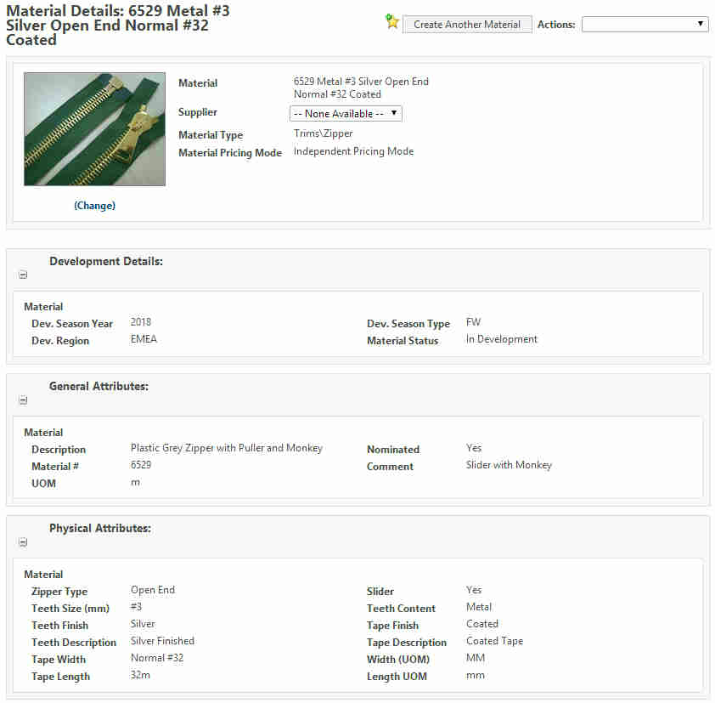 Material Details: 6529 Metal #3
Silver Open End Normal #32
Coated
Create Another Material Actions:
Material 6529 Metal #3 Silver Open End
Normal #32 Coated
Supplier -- None Available --
Material Type Trims\Zipper
Material Pricing Mode Independent Pricing Mode
(Change)
Development Details:
Material
Dev. Season Year 2018 Dev. Season Type FW
Dev. Region EMEA Material Status In Development
General Attributes:
Material
Description Plastic Grey Zipper with Puller and Monkey Nominated Yes
Material # 6529 Comment Slider with Monkey
UOM m
Physical Attributes:
Material
Zipper Type Open End Slider Yes
Teeth Size (mm) #3 Teeth Content Metal
Teeth Finish Silver Tape Finish Coated
Teeth Description Silver Finished Tape Description Coated Tape
Tape Width Normal #32 Width (UOM) MM
Tape Length 32m Length UOM mm